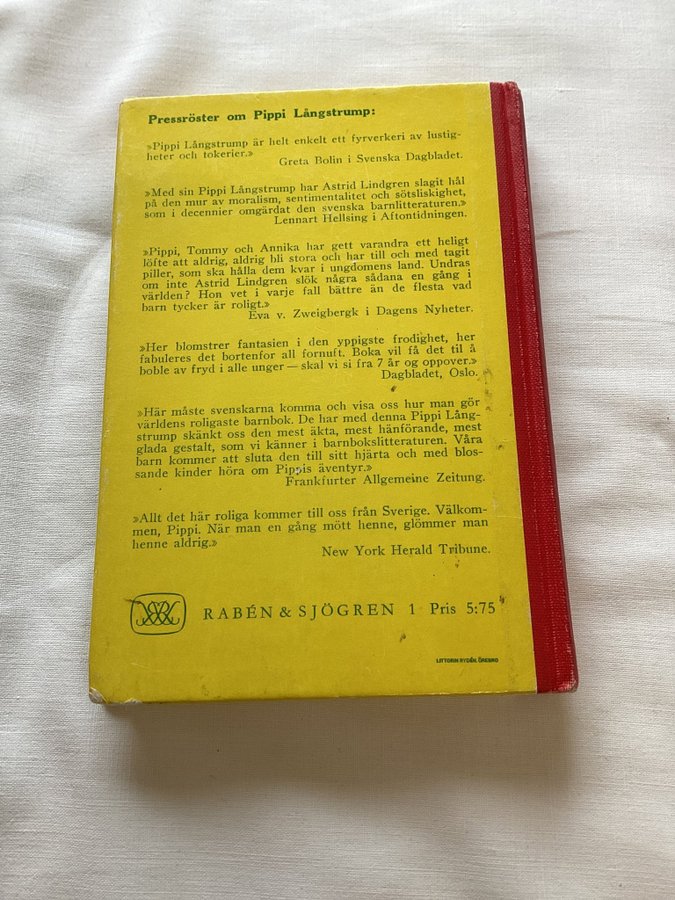 Pressröster om Pippi Långstrump:
»Pippi Långstrump är helt enkelt ett fyrverkeri av lustig-
heter och tokerier.»
Greta Bolin i Svenska Dagbladet.
»Med sin Pippi Långstrump har Astrid Lindgren slagit hål
på den mur av moralism, sentimentalitet och sötsliskighet,
som i decennier omgärdat den svenska barnlitteraturen.»
Lennart Hellsing i Aftontidningen.
»Pippi, Tommy och Annika har gett varandra ett heligt
löfte att aldrig, aldrig bli stora och har till och med tagit
piller, som ska hålla dem kvar i ungdomens land. Undras
om inte Astrid Lindgren slök några sådana en gång i
världen? Hon vet i varje fall bättre än de flesta vad
barn tycker är roligt.»
Eva v. Zweigbergk i Dagens Nyheter.
»Her blomstrer fantasien i den yppigste frodighet, her
fabuleres det bortenfor all fornuft. Boka vil få det til å
boble av fryd i alle unger — skal vi si fra 7 år og oppover.»
Dagbladet, Oslo.
»Här måste svenskarna komma och visa oss hur man gör
världens roligaste barnbok. De har med denna Pippi Lång-
strump skänkt oss den mest äkta, mest hänförande, mest
glada gestalt, som vi känner i barnbokslitteraturen. Våra
barn kommer att sluta den till sitt hjärta och med blos-
sande kinder höra om Pippis äventyr.»
Frankfurter Allgemeine Zeitung.
»Allt det här roliga kommer till oss från Sverige. Välkom-
men, Pippi. När man en gång mött henne, glömmer man
henne aldrig.»
New York Herald Tribune.
RABÉN & SJÖGREN 1 Pris 5:75
LITTORIN RYDÉN, ÖREBRO